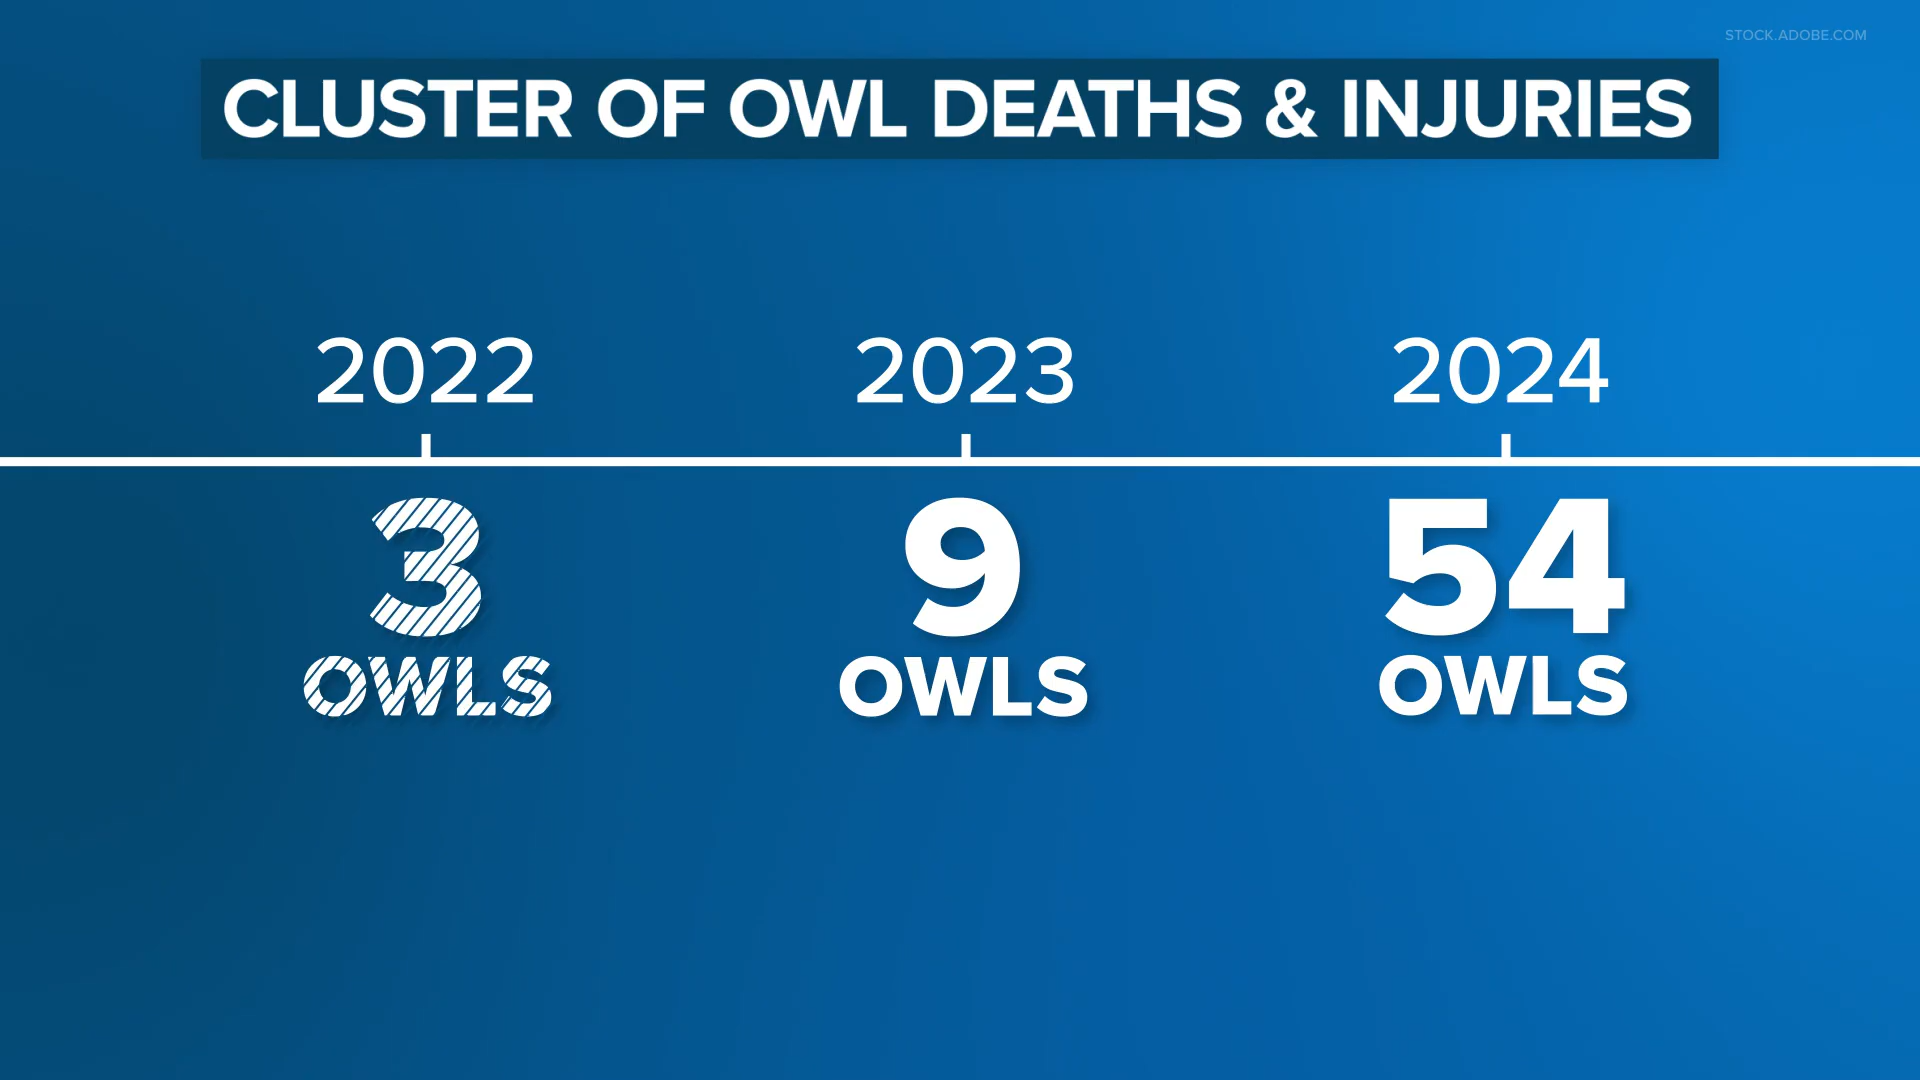 STOCK.ADOBE.COM
CLUSTER OF OWL DEATHS & INJURIES
2022 2023 2024
3 9 54
OWLS OWLS OWLS